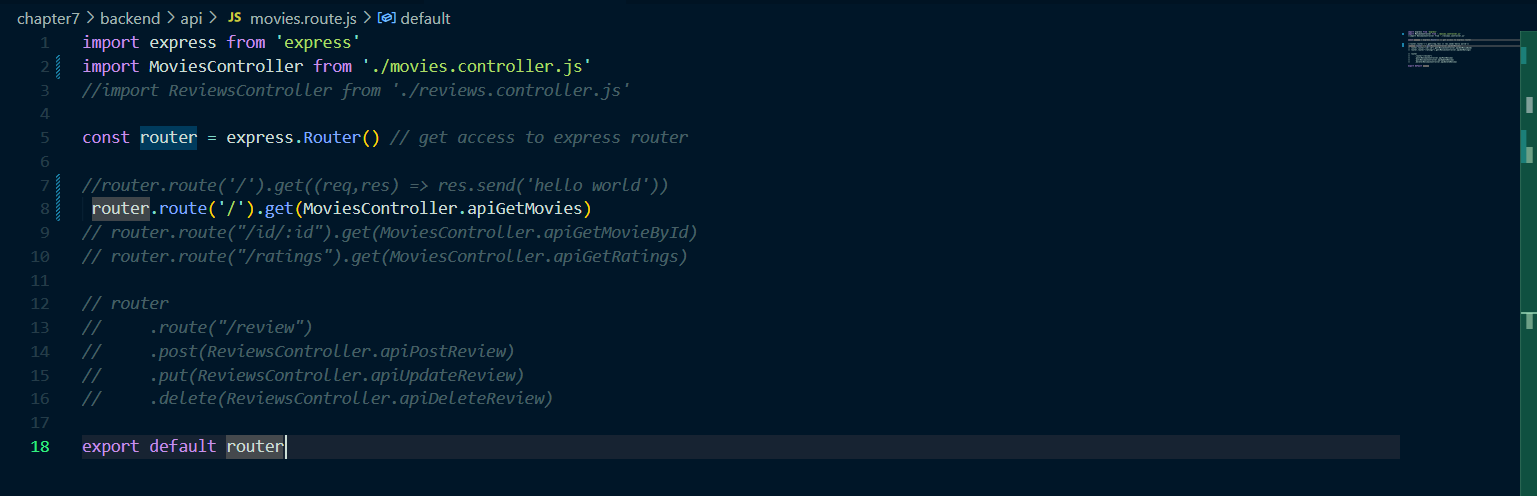 chapter7 > backend > api > JS movies.route.js > default
1 import express from 'express'
2 import MoviesController from './movies.controller.js'
3 //import ReviewsController from './reviews.controller.js'
4
5 const router = express.Router() // get access to express router
6
7 //router.route('/').get((req,res) => res.send('hello world'))
8 router.route('/').get(MoviesController.apiGetMovies)
9 // router.route("/id/:id").get(MoviesController.apiGetMovieById)
10 // router.route("/ratings").get(MoviesController.apiGetRatings)
11
12 // router
13 //     .route("/review")
14 //     .post(ReviewsController.apiPostReview)
15 //     .put(ReviewsController.apiUpdateReview)
16 //     .delete(ReviewsController.apiDeleteReview)
17
18 export default router